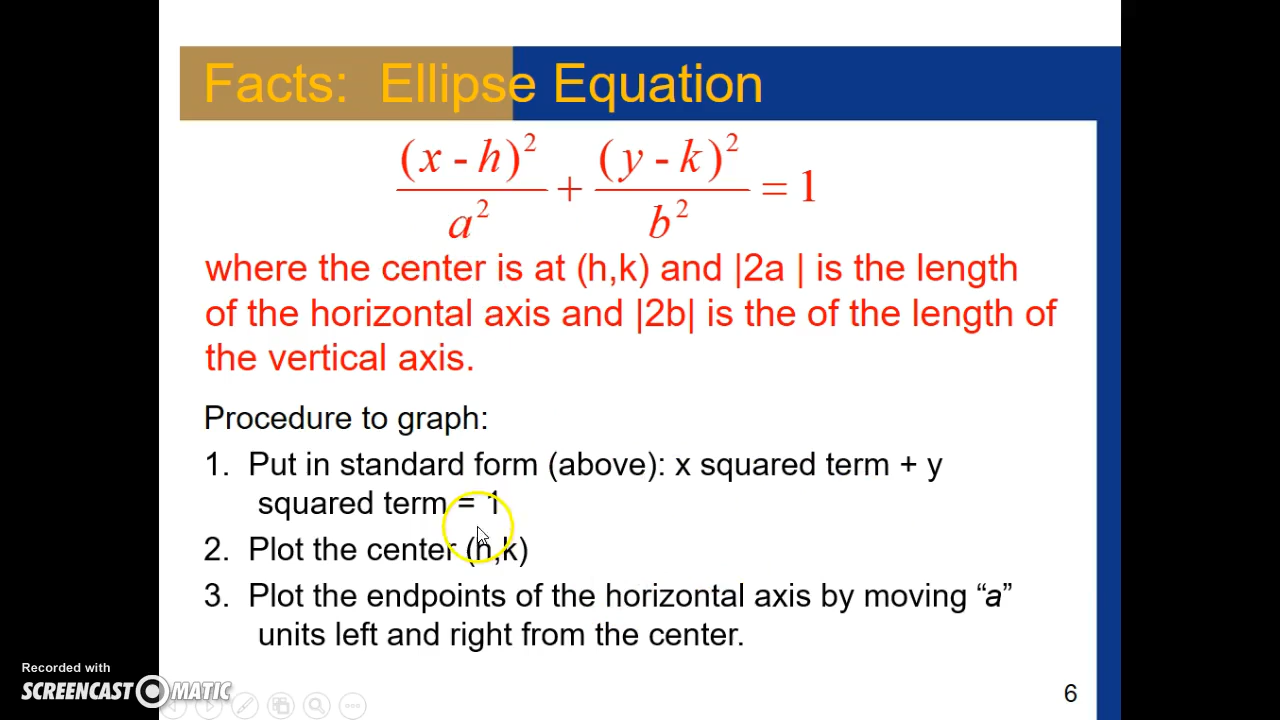 Facts: Ellipse Equation
(x - h)² / a² + (y - k)² / b² = 1
where the center is at (h,k) and |2a | is the length
of the horizontal axis and |2b| is the of the length of
the vertical axis.
Procedure to graph:
1. Put in standard form (above): x squared term + y
squared term = 1
2. Plot the center (h,k)
3. Plot the endpoints of the horizontal axis by moving “a”
units left and right from the center.
Recorded with
SCREENCAST MATIC
6